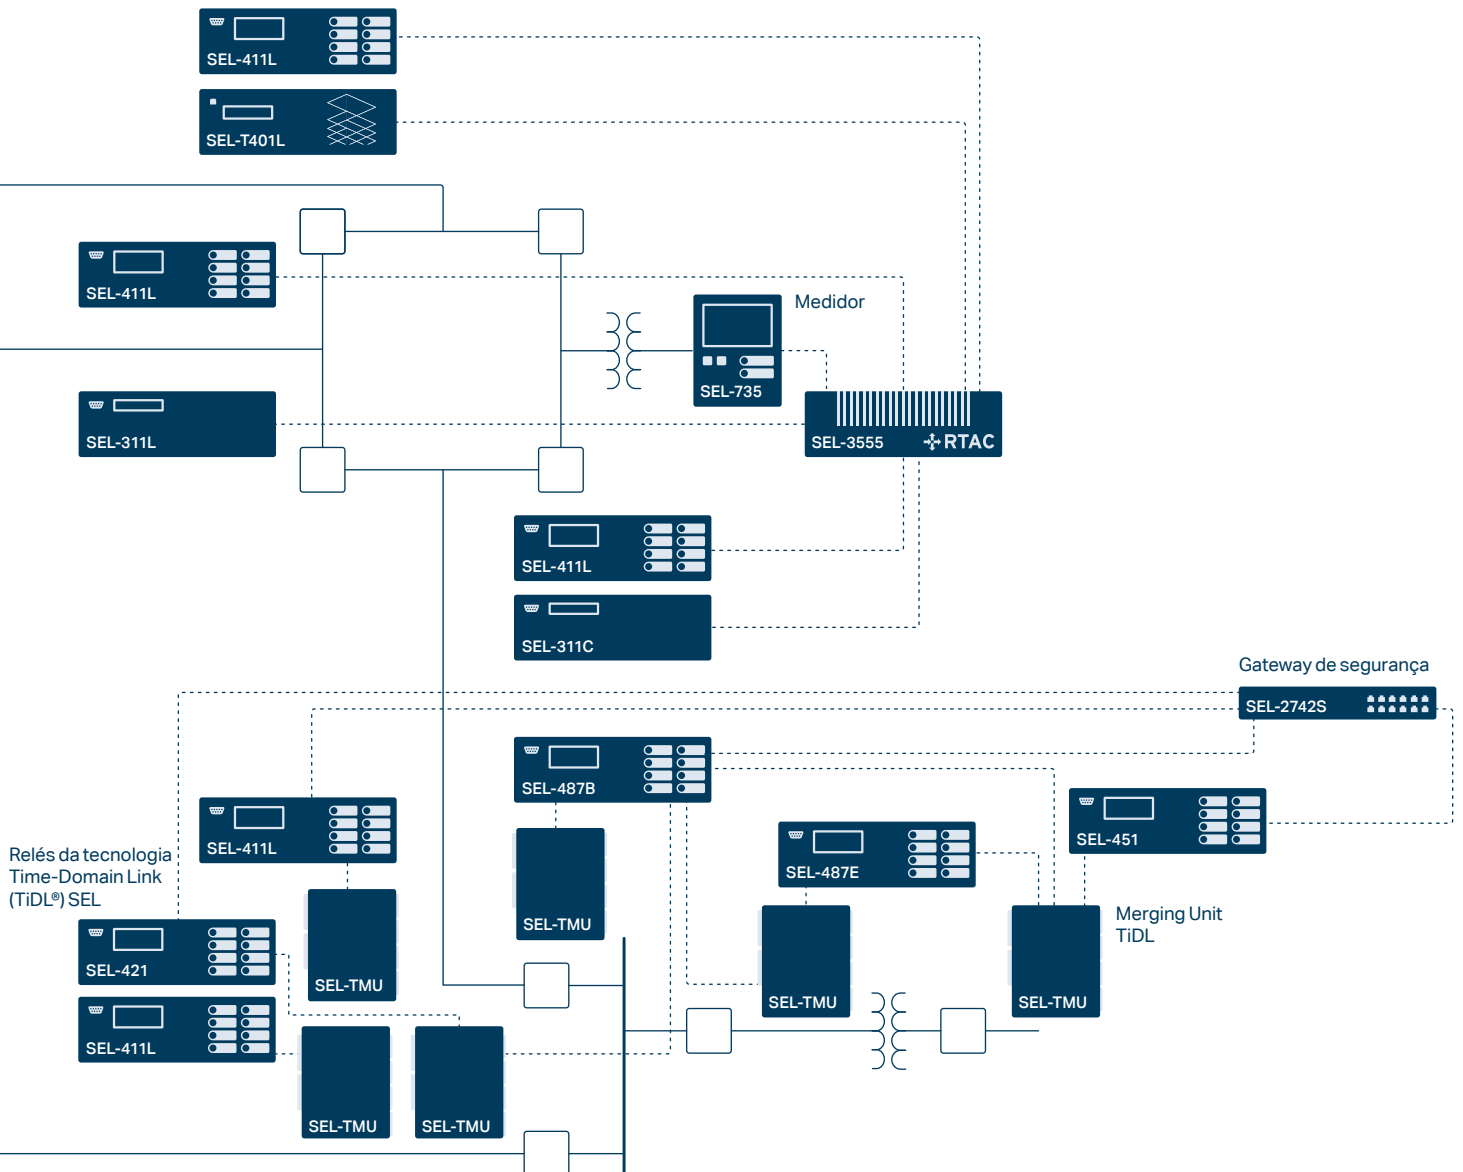 SEL-411L
SEL-T401L
SEL-411L
Medidor
SEL-735
SEL-311L
SEL-3555
RTAC
SEL-411L
SEL-311C
Gateway de segurança
SEL-2742S
SEL-487B
SEL-411L
SEL-451
SEL-487E
Relés da tecnologia
Time-Domain Link
(TiDL®) SEL
SEL-TMU
Merging Unit
TiDL
SEL-421
SEL-TMU
SEL-TMU
SEL-TMU
SEL-411L
SEL-TMU
SEL-TMU